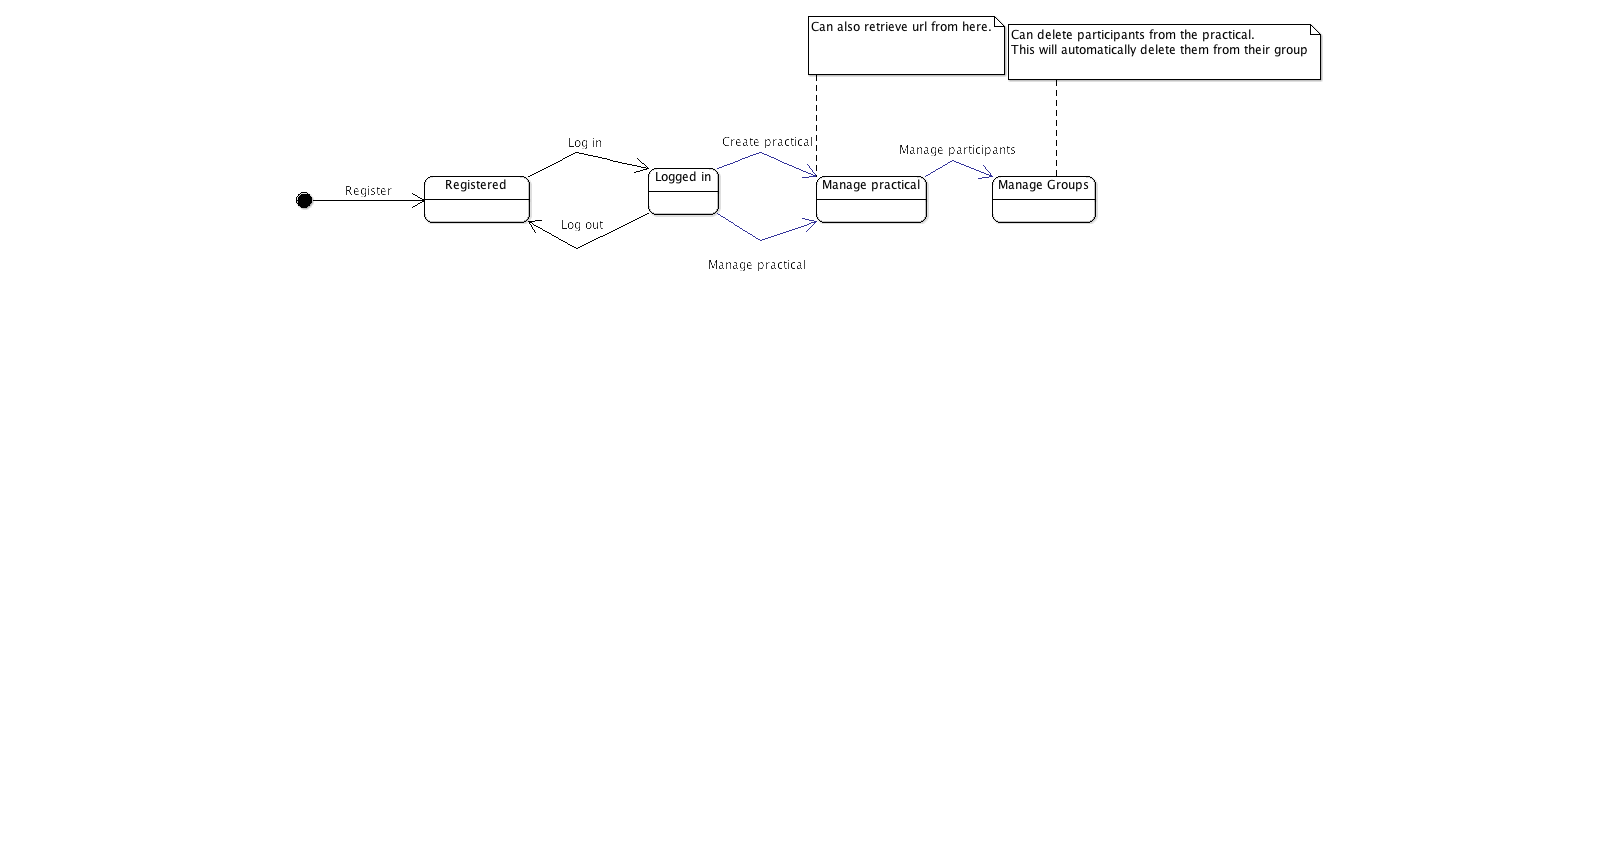 Can also retrieve url from here.
Can delete participants from the practical.
This will automatically delete them from their group
Log in
Create practical
Manage participants
Register
Registered
Logged in
Manage practical
Manage Groups
Log out
Manage practical